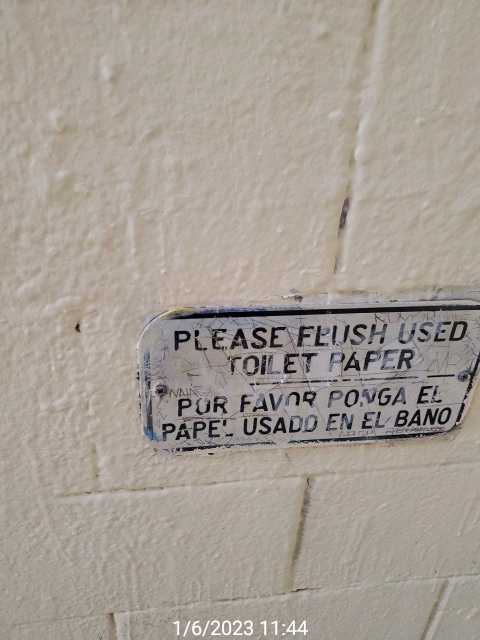 PLEASE FLUSH USED
TOILET PAPER
POR FAVOR PONGA EL
PAPEL USADO EN EL BANO
1/6/2023 11:44